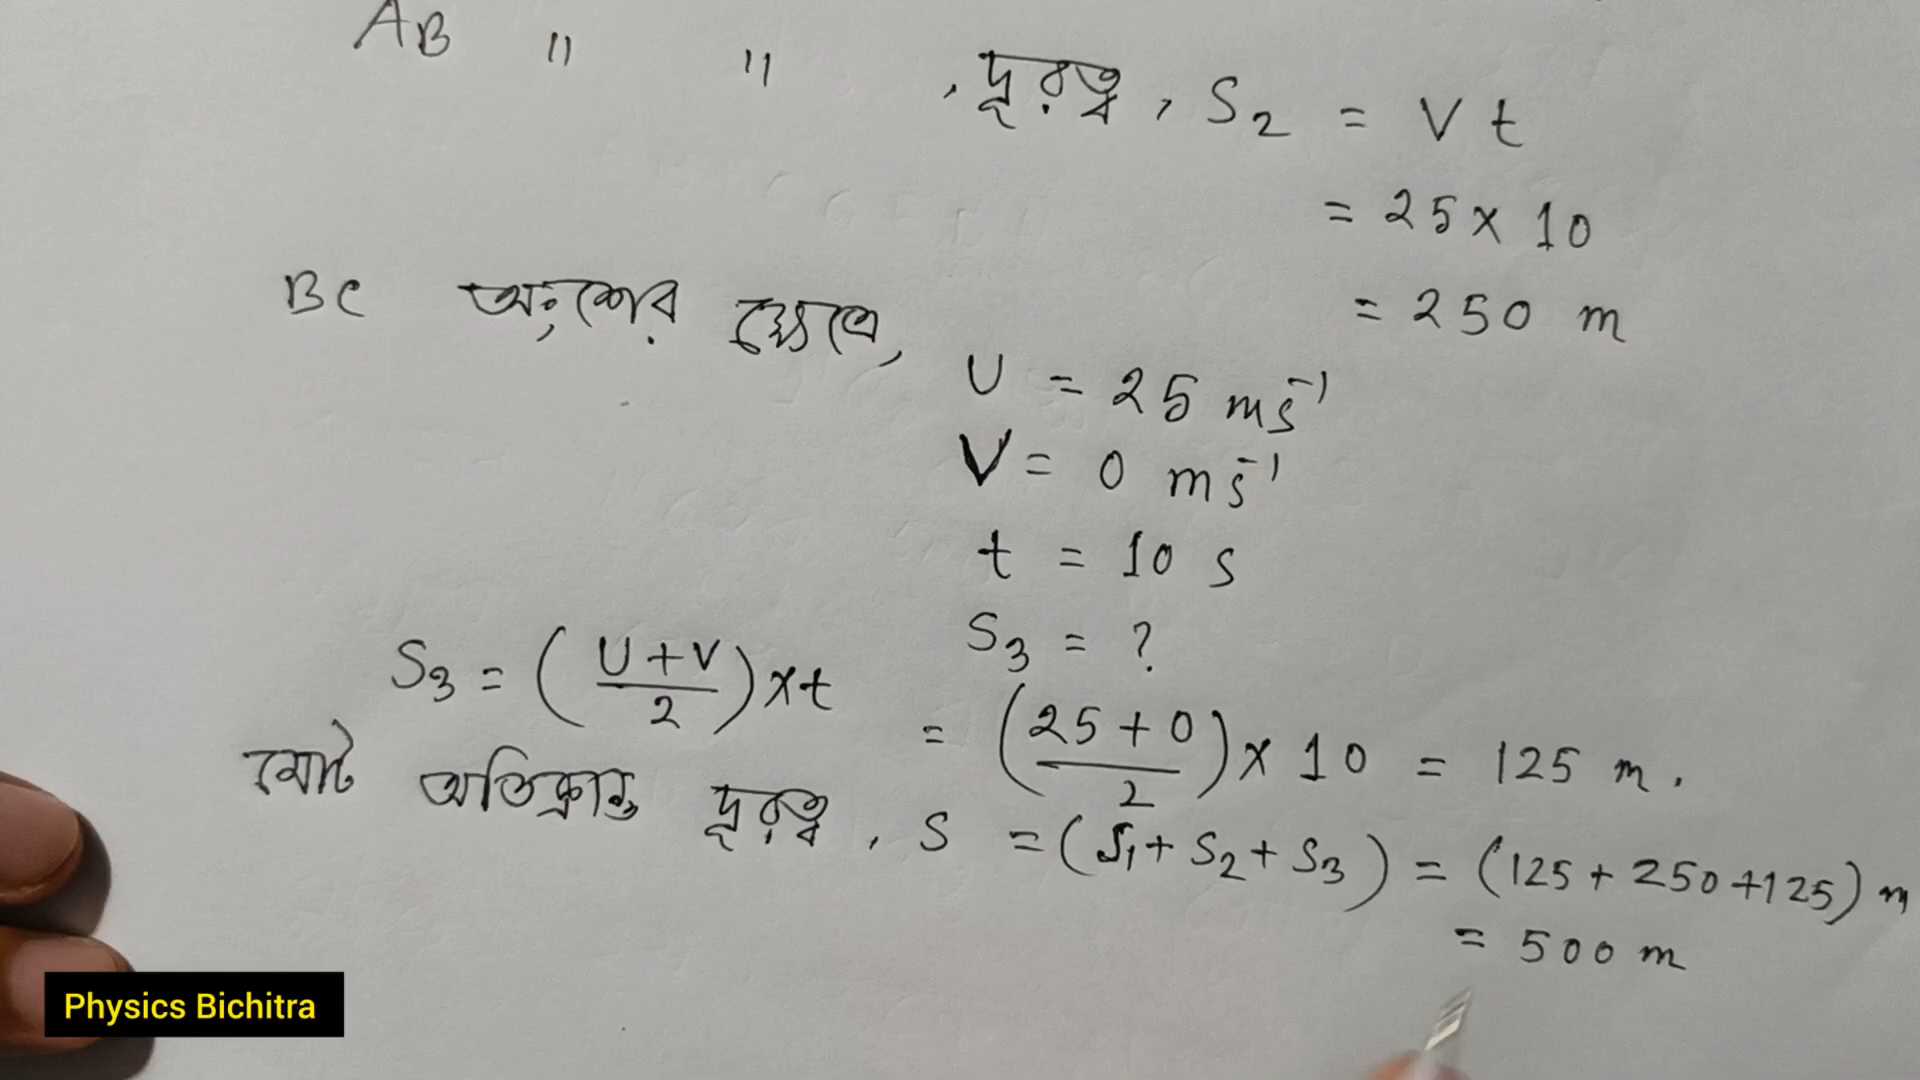 AB " " , দূরত্ব, S₂ = Vt
= 25 × 10
= 250 m
BC অংশের ক্ষেত্রে,
U = 25 ms⁻¹
V = 0 ms⁻¹
t = 10 s
S₃ = ?
S₃ = (U+V/2) × t
= (25+0/2) × 10 = 125 m.
মোট অতিক্রান্ত দূরত্ব, S = (S₁ + S₂ + S₃) = (125 + 250 + 125) m
= 500 m
Physics Bichitra